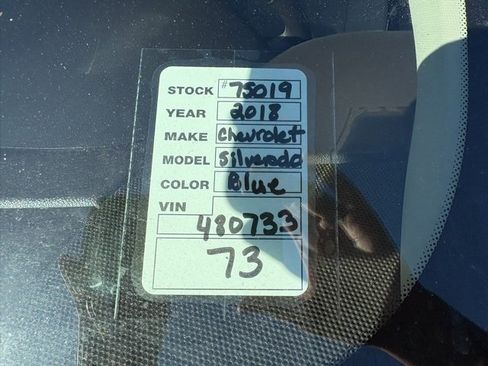 STOCK #75019
YEAR 2018
MAKE Chevrolet
MODEL Silverado
COLOR Blue
VIN
480733
73